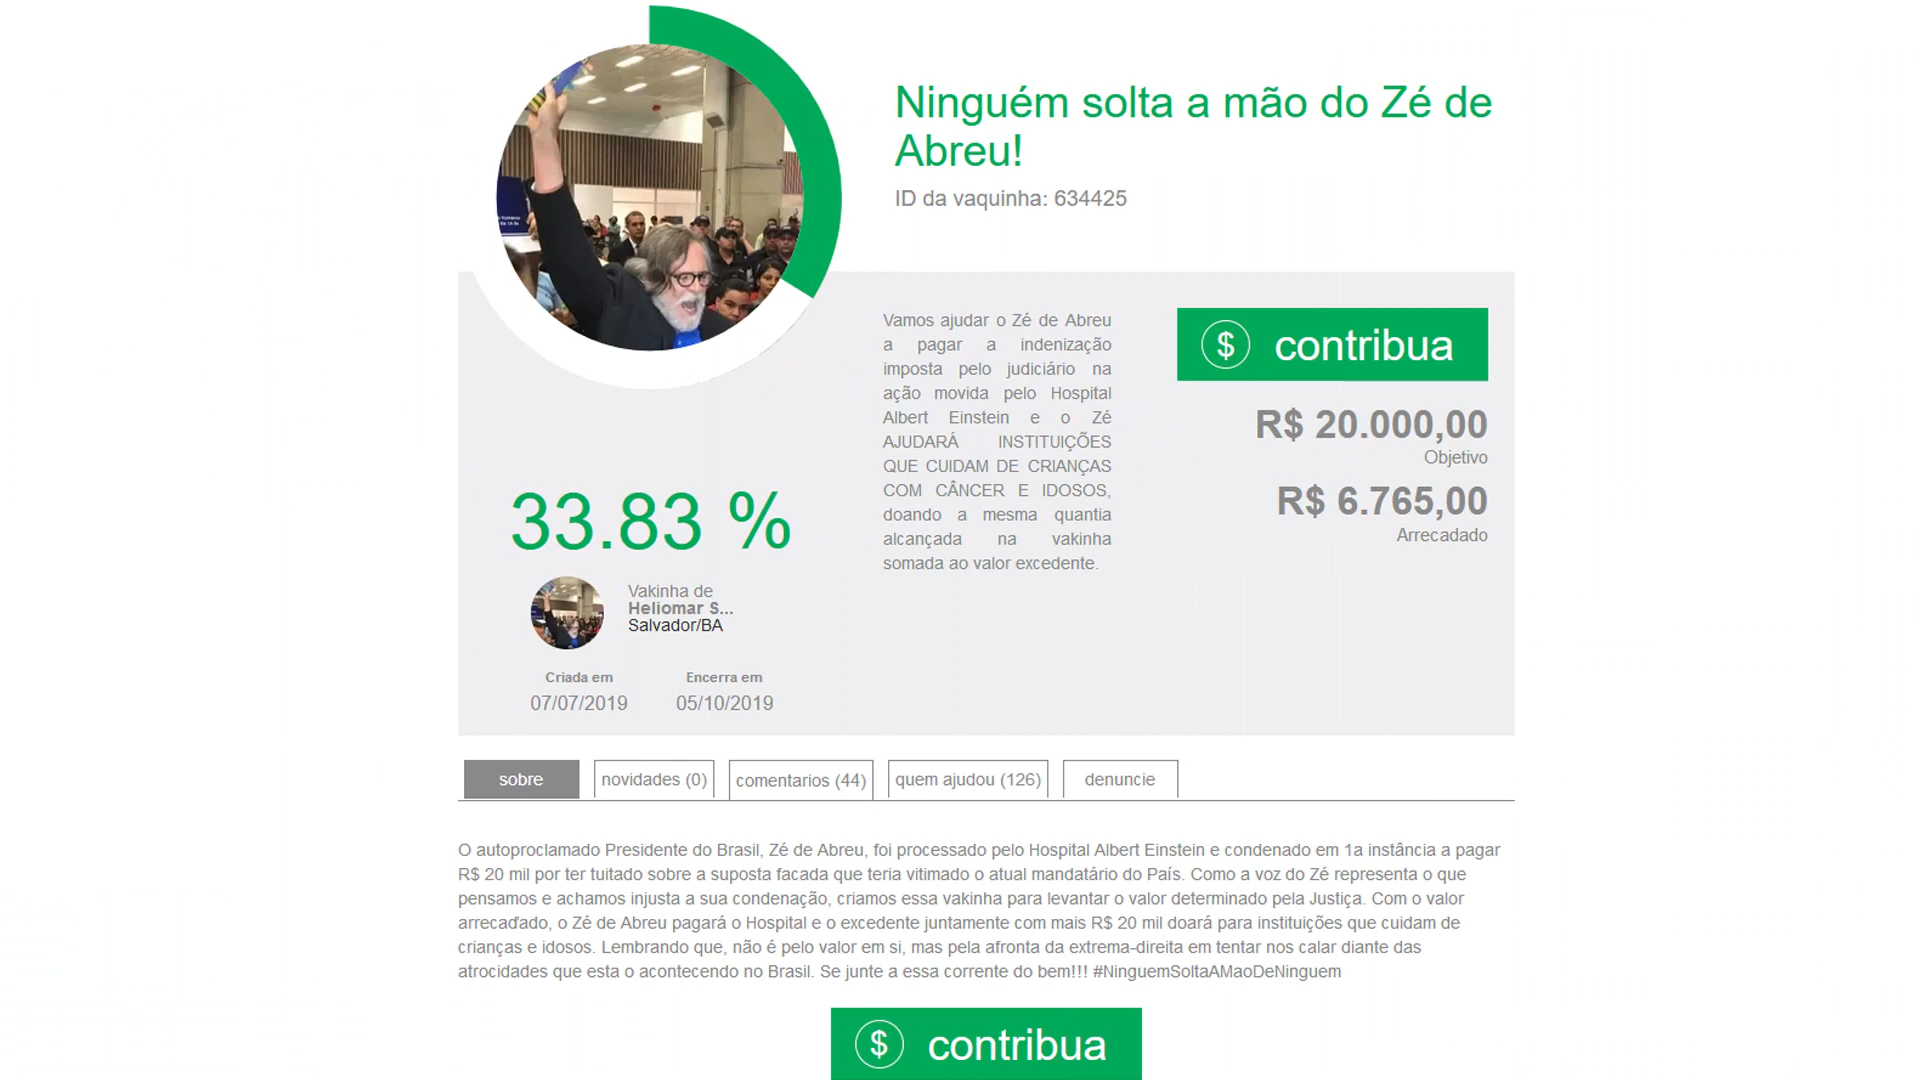 Ninguém solta a mão do Zé de
Abreu!
ID da vaquinha: 634425
Vamos ajudar o Zé de Abreu
a pagar a indenização
imposta pelo judiciário na
ação movida pelo Hospital
Albert Einstein e o Zé
AJUDARÁ INSTITUIÇÕES
QUE CUIDAM DE CRIANÇAS
COM CÂNCER E IDOSOS,
doando a mesma quantia
alcançada na vakinha
somada ao valor excedente.
$ contribua
R$ 20.000,00
Objetivo
R$ 6.765,00
Arrecadado
33.83 %
Vakinha de
Heliomar S...
Salvador/BA
Criada em
07/07/2019
Encerra em
05/10/2019
sobre
novidades (0)
comentarios (44)
quem ajudou (126)
denuncie
O autoproclamado Presidente do Brasil, Zé de Abreu, foi processado pelo Hospital Albert Einstein e condenado em 1a instância a pagar
R$ 20 mil por ter tuitado sobre a suposta facada que teria vitimado o atual mandatário do País. Como a voz do Zé representa o que
pensamos e achamos injusta a sua condenação, criamos essa vakinha para levantar o valor determinado pela Justiça. Com o valor
arrecadado, o Zé de Abreu pagará o Hospital e o excedente juntamente com mais R$ 20 mil doará para instituições que cuidam de
crianças e idosos. Lembrando que, não é pelo valor em si, mas pela afronta da extrema-direita em tentar nos calar diante das
atrocidades que esta o acontecendo no Brasil. Se junte a essa corrente do bem!!! #NinguemSoltaAMaoDeNinguem
$ contribua